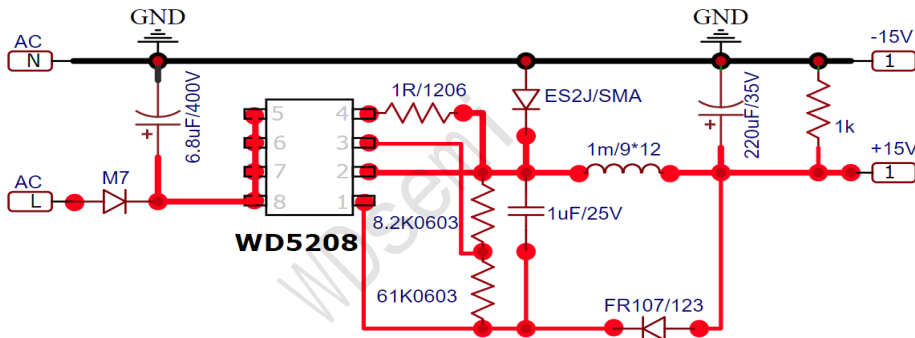 GND
GND
AC
N
-15V
1
6.8uF/400V
1R/1206
ES2J/SMA
220uF/35V
1k
5
4
6
3
7
2
8
1
1m/9*12
+15V
1
AC
L
M7
8.2K0603
1uF/25V
WD5208
WDsemi
61K0603
FR107/123